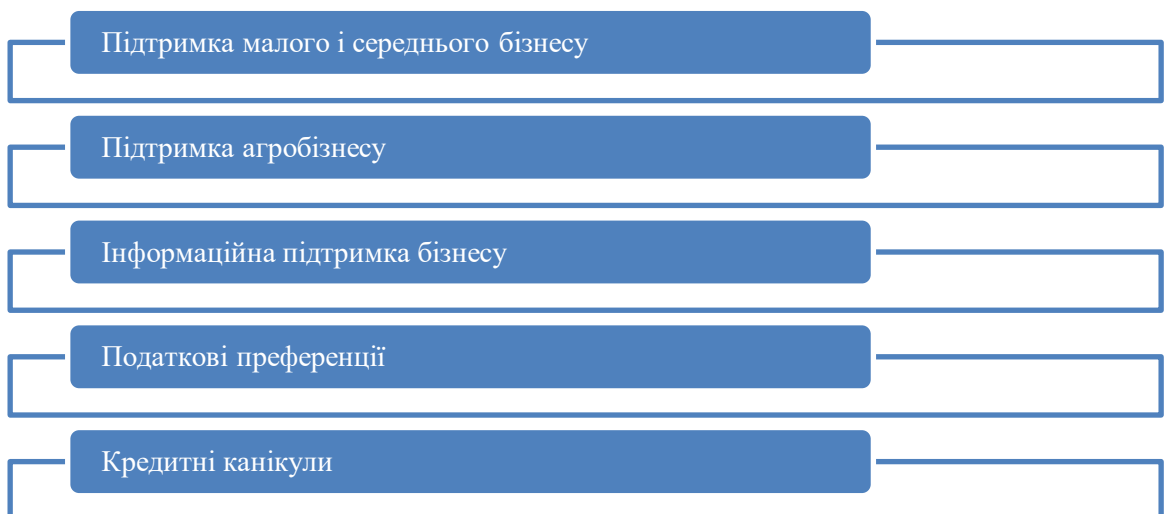 Підтримка малого і середнього бізнесу
Підтримка агробізнесу
Інформаційна підтримка бізнесу
Податкові преференції
Кредитні канікули